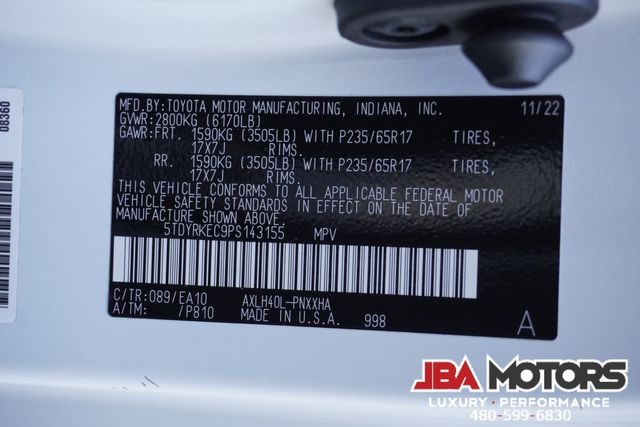 08360
MFD.BY:TOYOTA MOTOR MANUFACTURING, INDIANA, INC. 11/22
GVWR:2800KG (6170LB)
GAWR:FRT. 1590KG (3505LB) WITH P235/65R17 TIRES,
17X7J RIMS.
RR. 1590KG (3505LB) WITH P235/65R17 TIRES,
17X7J RIMS.
THIS VEHICLE CONFORMS TO ALL APPLICABLE FEDERAL MOTOR
VEHICLE SAFETY STANDARDS IN EFFECT ON THE DATE OF
MANUFACTURE SHOWN ABOVE.
5TDYRKEC9PS143155 MPV
C/TR:089/EA10 AXLH40L-PNXXHA
A/TM: /P810 MADE IN U.S.A. 998 A
JBA MOTORS
LUXURY · PERFORMANCE
480-599-6830